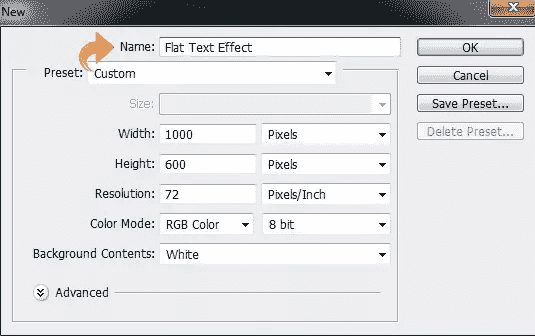 New
Name: Flat Text Effect
OK
Preset: Custom
Cancel
Size:
Save Preset...
Width: 1000 Pixels
Delete Preset...
Height: 600 Pixels
Resolution: 72 Pixels/Inch
Color Mode: RGB Color 8 bit
Background Contents: White
Advanced